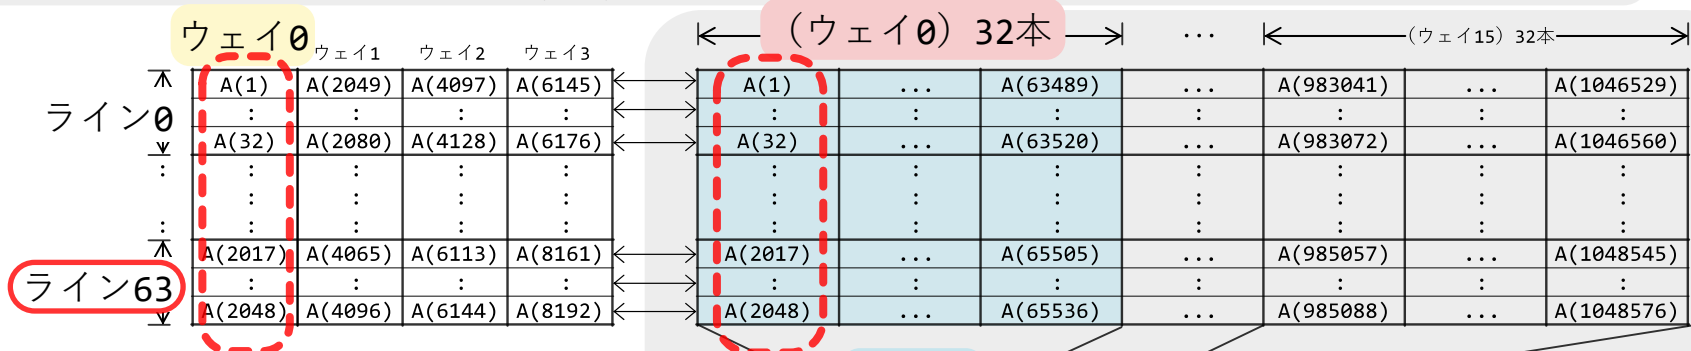 ウェイ0 ウェイ1 ウェイ2 ウェイ3 (ウェイ0) 32本 ... (ウェイ15) 32本
ライン0 A(1) A(2049) A(4097) A(6145) A(1) ... A(63489) ... A(983041) ... A(1046529)
: : : : : : : : : :
A(32) A(2080) A(4128) A(6176) A(32) ... A(63520) ... A(983072) ... A(1046560)
: : : : : : : : : : :
: : : : : : : : : :
: : : : : : : : : : :
ライン63 A(2017) A(4065) A(6113) A(8161) A(2017) ... A(65505) ... A(985057) ... A(1048545)
: : : : : : : : : :
A(2048) A(4096) A(6144) A(8192) A(2048) ... A(65536) ... A(985088) ... A(1048576)